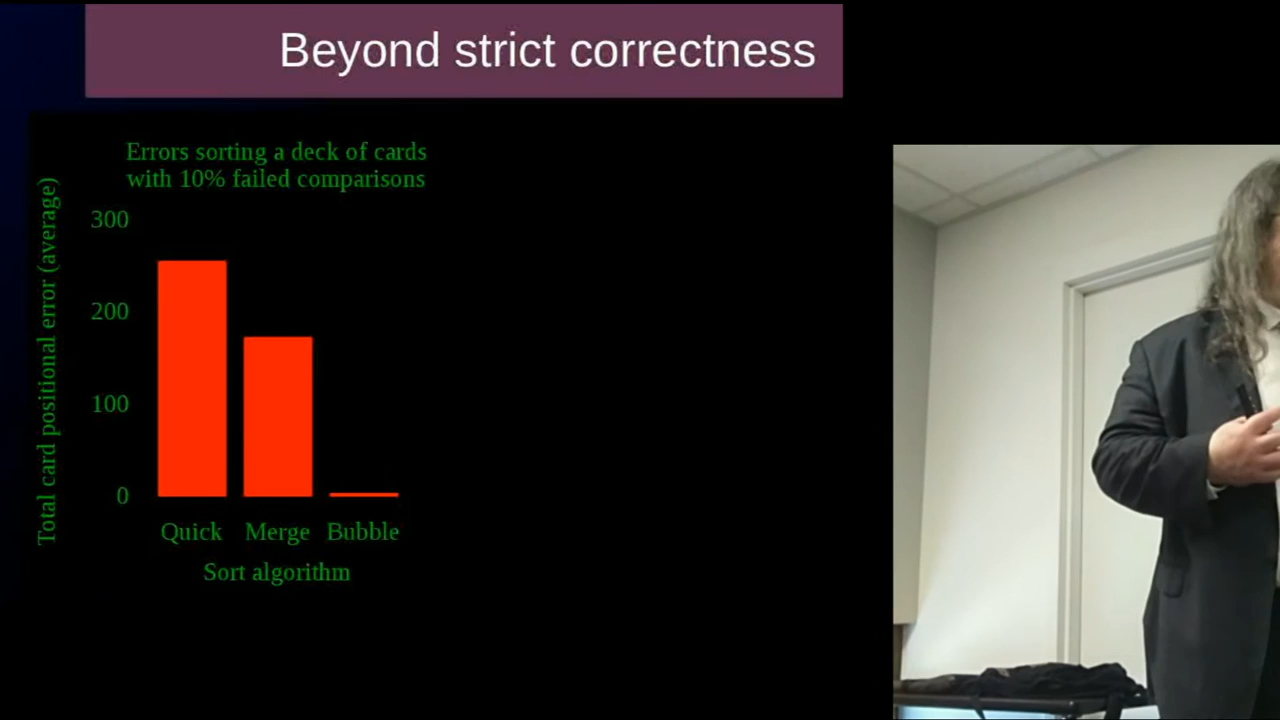 Beyond strict correctness
Errors sorting a deck of cards
with 10% failed comparisons
Total card positional error (average)
300
200
100
0
Quick Merge Bubble
Sort algorithm